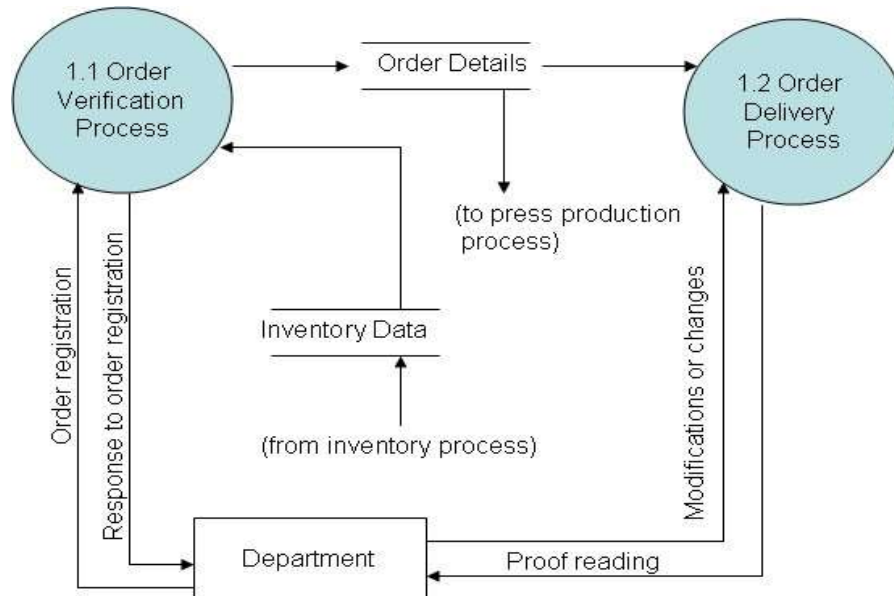 1.1 Order
Verification
Process
Order Details
1.2 Order
Delivery
Process
(to press production
process)
Inventory Data
(from inventory process)
Order registration
Response to order registration
Modifications or changes
Department
Proof reading